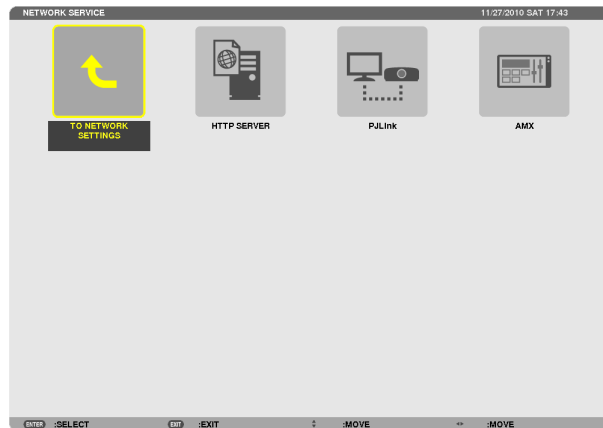 NETWORK SERVICE 11/27/2010 SAT 17:43
TO NETWORK SETTINGS
HTTP SERVER
PJLink
AMX
ENTER :SELECT EXIT :EXIT :MOVE :MOVE